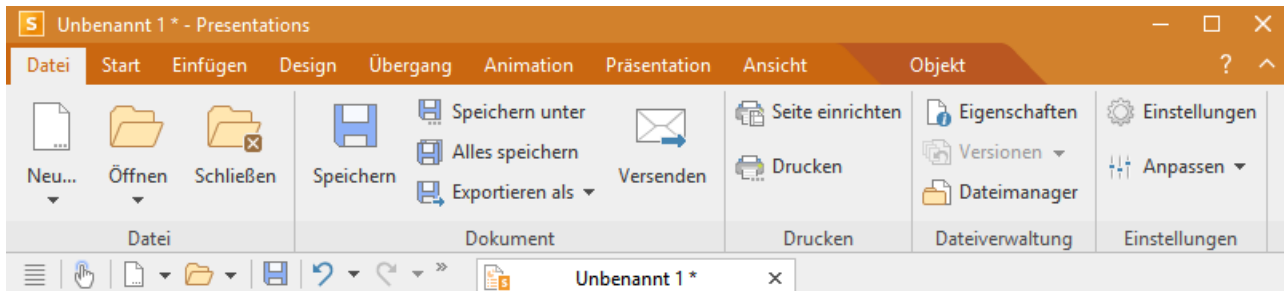 S Unbenannt 1 * - Presentations
Datei Start Einfügen Design Übergang Animation Präsentation Ansicht Objekt ?
Neu...
Öffnen
Schließen
Speichern
Speichern unter
Alles speichern
Exportieren als
Versenden
Seite einrichten
Drucken
Eigenschaften
Versionen
Dateimanager
Einstellungen
Anpassen
Datei Dokument Drucken Dateiverwaltung Einstellungen
» S Unbenannt 1 * ×